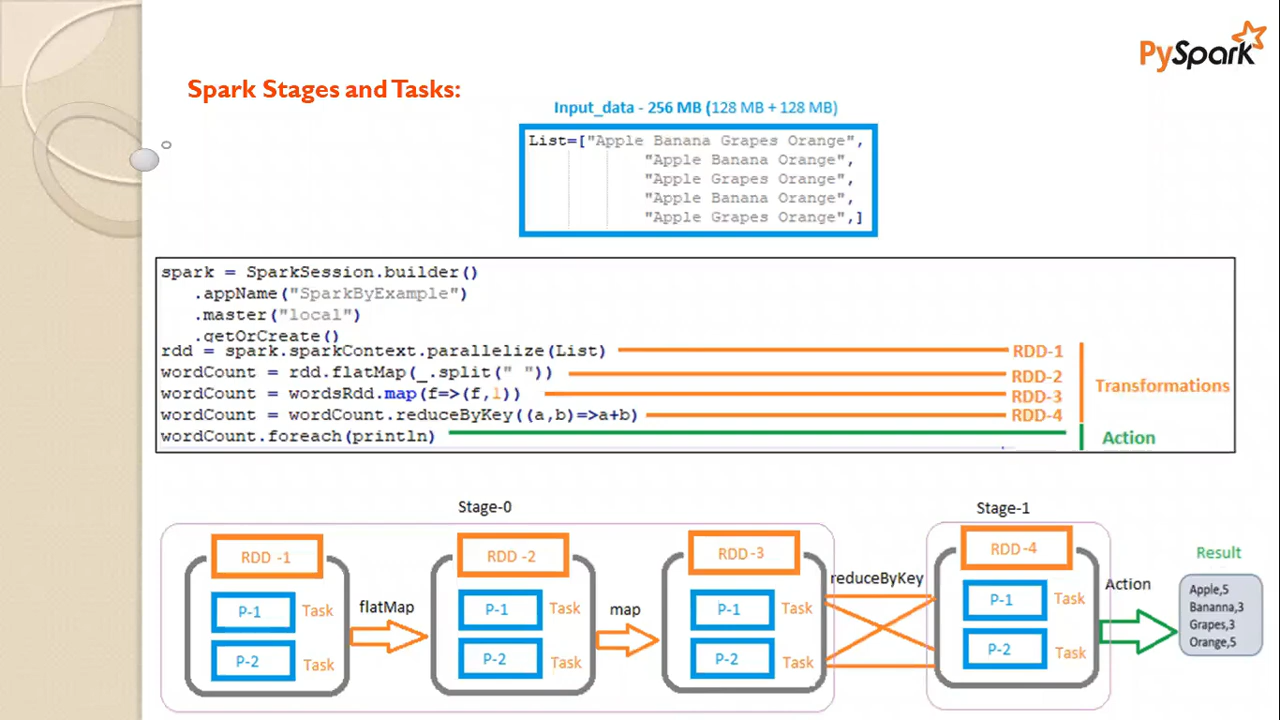 PySpark
Spark Stages and Tasks:
Input_data - 256 MB (128 MB + 128 MB)
List=["Apple Banana Grapes Orange",
"Apple Banana Orange",
"Apple Grapes Orange",
"Apple Banana Orange",
"Apple Grapes Orange",]
spark = SparkSession.builder()
.appName("SparkByExample")
.master("local")
.getOrCreate()
rdd = spark.sparkContext.parallelize(List) RDD-1
wordCount = rdd.flatMap(_.split(" ")) RDD-2
wordCount = wordsRdd.map(f=>(f,1)) RDD-3
wordCount = wordCount.reduceByKey((a,b)=>a+b) RDD-4
Transformations
wordCount.foreach(println) Action
Stage-0 Stage-1
RDD -1 RDD -2 RDD -3 RDD -4 Result
flatMap map reduceByKey Action
P-1 Task P-1 Task P-1 Task P-1 Task
P-2 Task P-2 Task P-2 Task P-2 Task
Apple,5
Bananna,3
Grapes,3
Orange,5